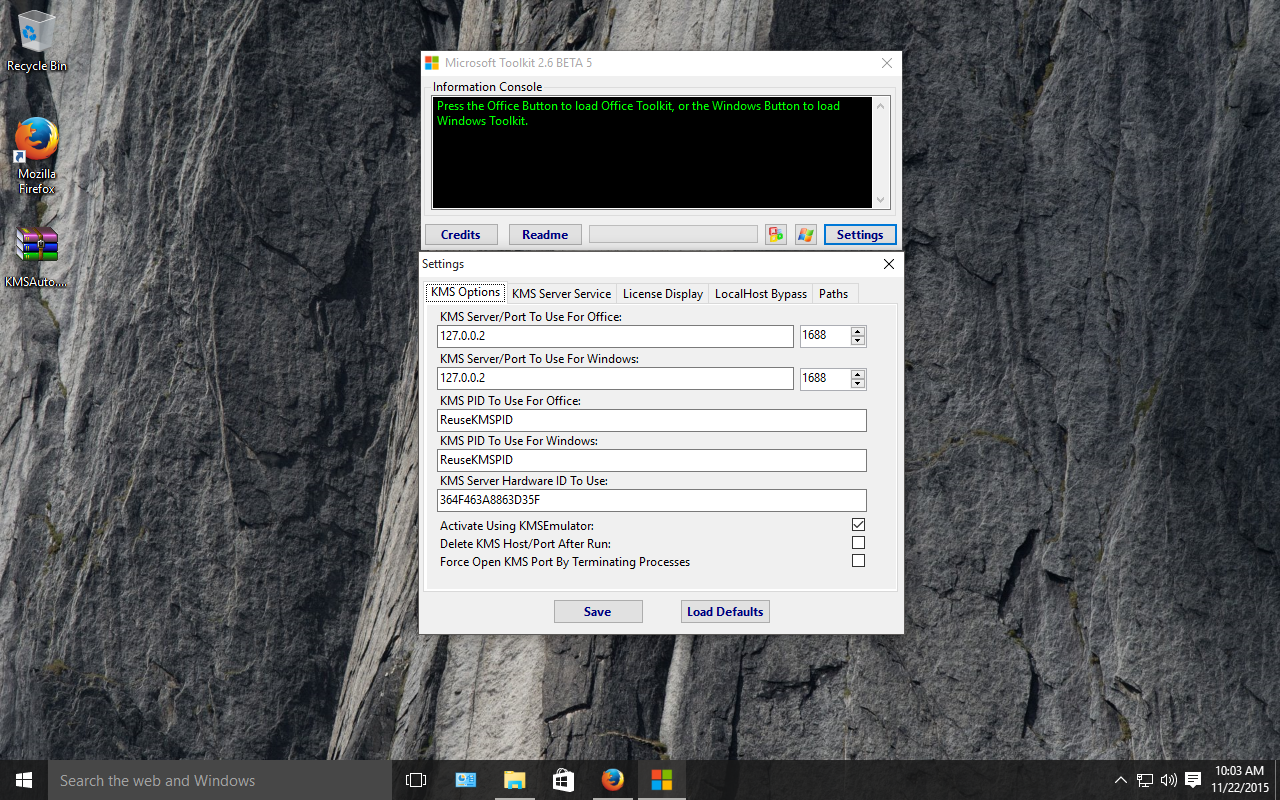 Recycle Bin
Mozilla
Firefox
KMSAuto....
Microsoft Toolkit 2.6 BETA 5
Information Console
Press the Office Button to load Office Toolkit, or the Windows Button to load
Windows Toolkit.
Credits
Readme
Settings
Settings
KMS Options
KMS Server Service
License Display
LocalHost Bypass
Paths
KMS Server/Port To Use For Office:
127.0.0.2
1688
KMS Server/Port To Use For Windows:
127.0.0.2
1688
KMS PID To Use For Office:
ReuseKMSPID
KMS PID To Use For Windows:
ReuseKMSPID
KMS Server Hardware ID To Use:
364F463A8863D35F
Activate Using KMSEmulator:
Delete KMS Host/Port After Run:
Force Open KMS Port By Terminating Processes
Save
Load Defaults
Search the web and Windows
10:03 AM
11/22/2015